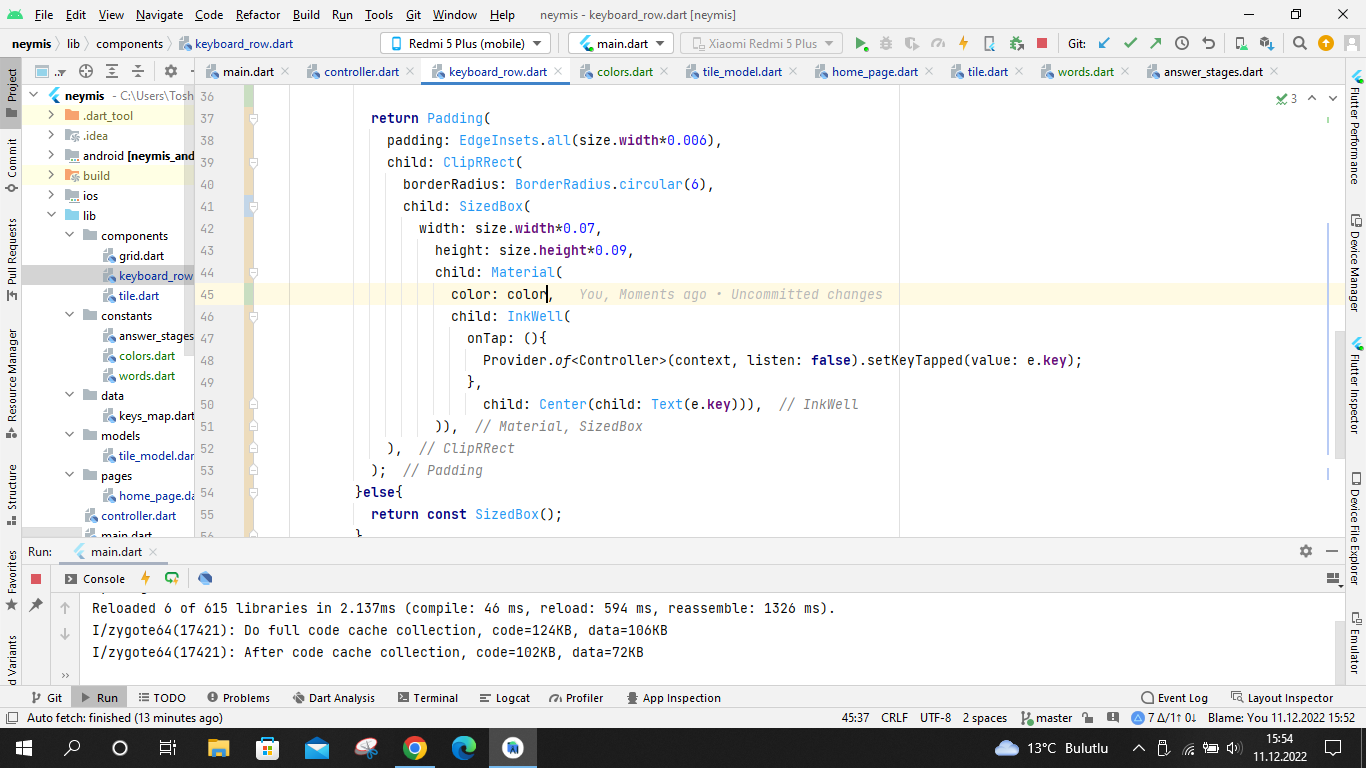 File Edit View Navigate Code Refactor Build Run Tools Git Window Help neymis - keyboard_row.dart [neymis]
neymis lib components keyboard_row.dart Redmi 5 Plus (mobile) main.dart Xiaomi Redmi 5 Plus Git:
main.dart controller.dart keyboard_row.dart colors.dart tile_model.dart home_page.dart tile.dart words.dart answer_stages.dart
Project
Commit
Pull Requests
Resource Manager
Structure
Favorites
d Variants
neymis - C:\Users\Tosh
.dart_tool
.idea
android [neymis_and
build
ios
lib
components
grid.dart
keyboard_row
tile.dart
constants
answer_stages
colors.dart
words.dart
data
keys_map.dart
models
tile_model.dar
pages
home_page.da
controller.dart
main.dart
36
37 return Padding(
38 padding: EdgeInsets.all(size.width*0.006),
39 child: ClipRRect(
40 borderRadius: BorderRadius.circular(6),
41 child: SizedBox(
42 width: size.width*0.07,
43 height: size.height*0.09,
44 child: Material(
45 color: color, You, Moments ago • Uncommitted changes
46 child: InkWell(
47 onTap: (){
48 Provider.of<Controller>(context, listen: false).setKeyTapped(value: e.key);
49 },
50 child: Center(child: Text(e.key))), // InkWell
51 )), // Material, SizedBox
52 ), // ClipRRect
53 ); // Padding
54 }else{
55 return const SizedBox();
56 }
3
Flutter Performance
Device Manager
Flutter Inspector
Device File Explorer
Emulator
Run: main.dart
Console
Reloaded 6 of 615 libraries in 2.137ms (compile: 46 ms, reload: 594 ms, reassemble: 1326 ms).
I/zygote64(17421): Do full code cache collection, code=124KB, data=106KB
I/zygote64(17421): After code cache collection, code=102KB, data=72KB
Git Run TODO Problems Dart Analysis Terminal Logcat Profiler App Inspection Event Log Layout Inspector
Auto fetch: finished (13 minutes ago) 45:37 CRLF UTF-8 2 spaces master 7 ∆/1↑ 0↓ Blame: You 11.12.2022 15:52
13°C Bulutlu 15:54
11.12.2022